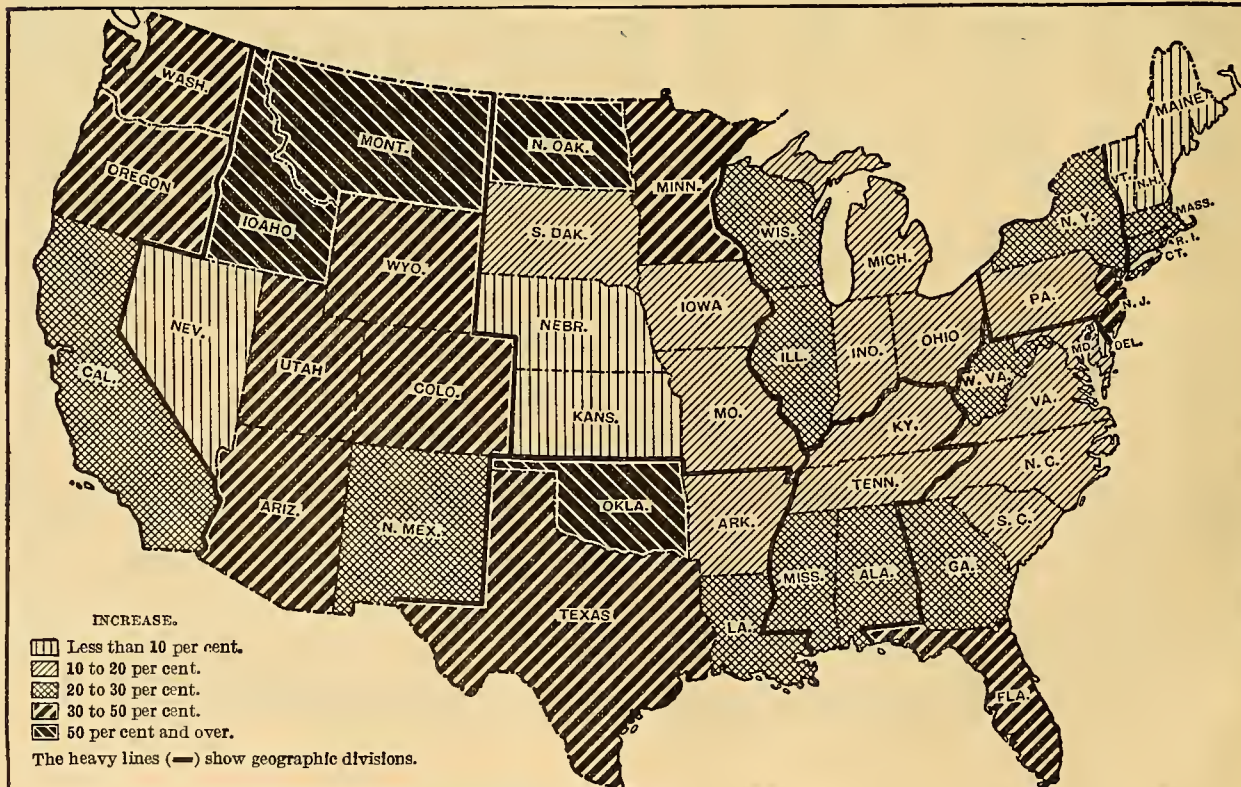 WASH.
OREGON
CAL.
NEV.
IDAHO
MONT.
WYO.
UTAH
COLO.
ARIZ.
N. MEX.
N. DAK.
S. DAK.
NEBR.
KANS.
OKLA.
TEXAS
MINN.
IOWA
MO.
ARK.
LA.
WIS.
ILL.
MICH.
IND.
OHIO
KY.
TENN.
MISS.
ALA.
GA.
FLA.
S. C.
N. C.
VA.
W. VA.
MD.
DEL.
PA.
N. J.
N. Y.
CT.
R. I.
MASS.
VT.
N.H.
MAINE
INCREASE.
Less than 10 per cent.
10 to 20 per cent.
20 to 30 per cent.
30 to 50 per cent.
50 per cent and over.
The heavy lines (—) show geographic divisions.